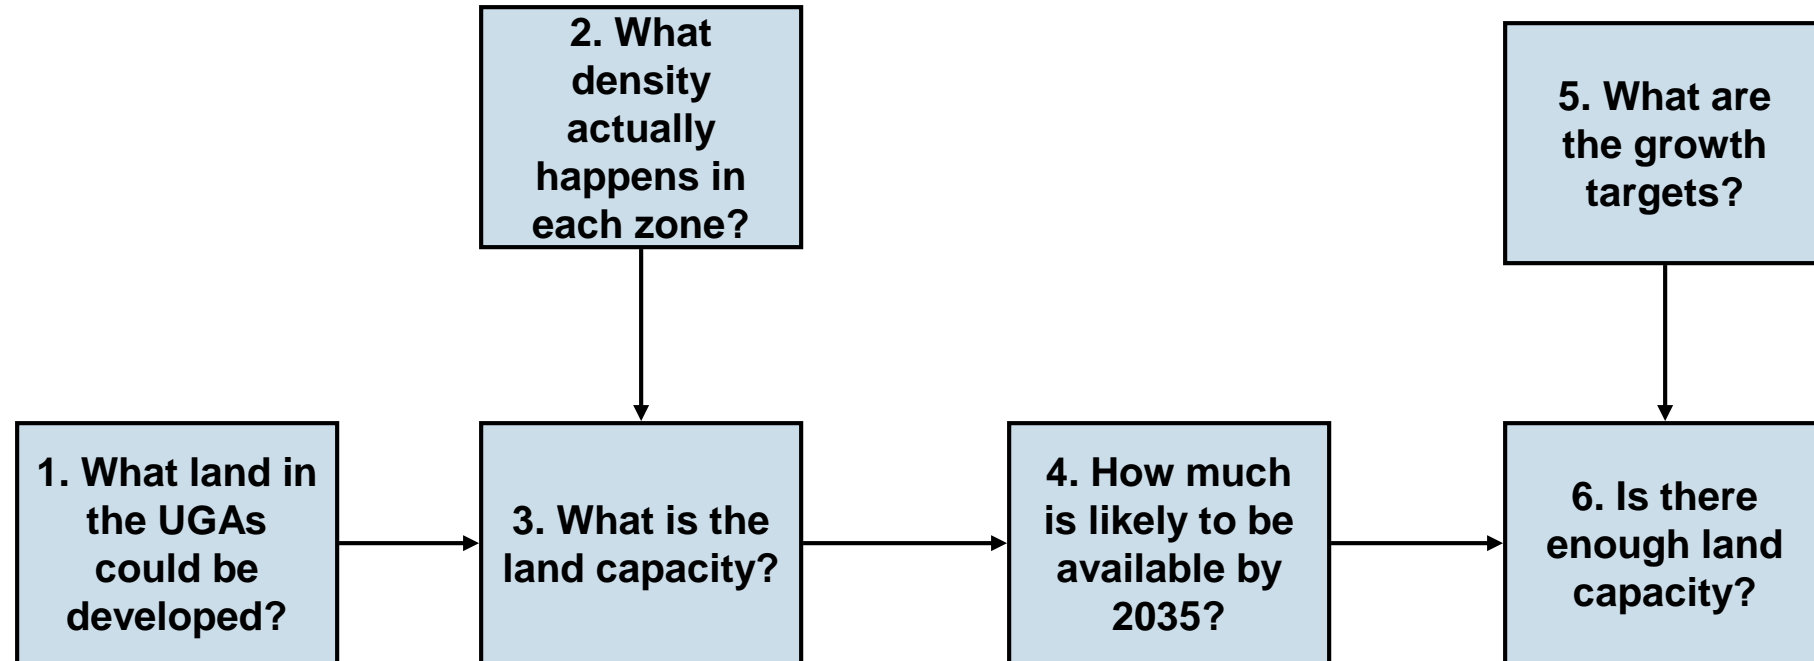 2. What
density
actually
happens in
each zone?
5. What are
the growth
targets?
1. What land in
the UGAs
could be
developed?
3. What is the
land capacity?
4. How much
is likely to be
available by
2035?
6. Is there
enough land
capacity?